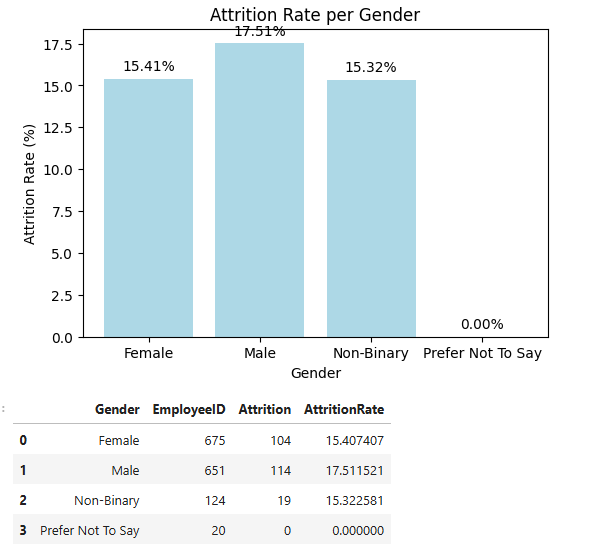 Attrition Rate per Gender
17.5
15.0
12.5
10.0
7.5
5.0
2.5
0.0
Attrition Rate (%)
15.41%
17.51%
15.32%
0.00%
Female Male Non-Binary Prefer Not To Say
Gender
:
Gender EmployeeID Attrition AttritionRate
0 Female 675 104 15.407407
1 Male 651 114 17.511521
2 Non-Binary 124 19 15.322581
3 Prefer Not To Say 20 0 0.000000